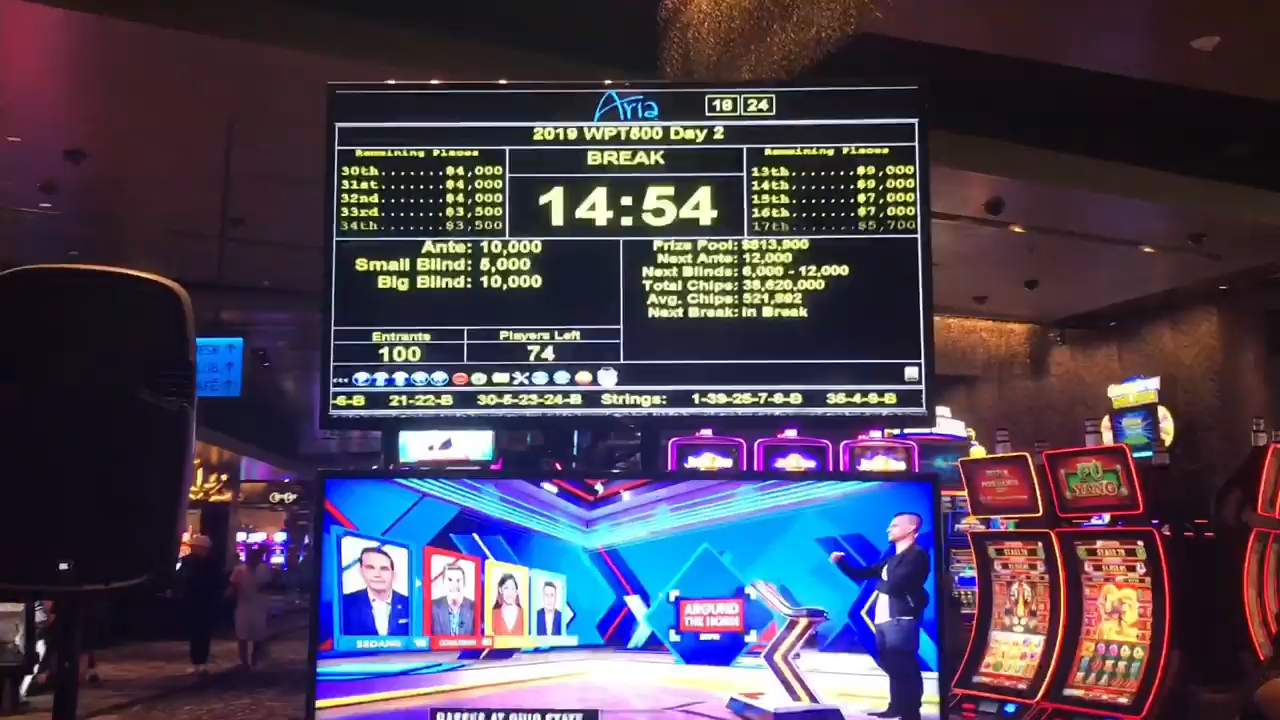 Aria 18 24
2019 WPT500 Day 2
Remaining Places
30th......$4,000
31st......$4,000
32nd......$4,000
33rd......$3,500
34th......$3,500
BREAK
14:54
Remaining Places
13th......$9,000
14th......$9,000
15th......$7,000
16th......$7,000
17th......$5,700
Ante: 10,000
Small Blind: 5,000
Big Blind: 10,000
Prize Pool: $813,900
Next Ante: 12,000
Next Blinds: 6,000 - 12,000
Total Chips: 38,620,000
Avg. Chips: 521,892
Next Break: In Break
Entrants
100
Players Left
74
-6-B 21-22-B 30-5-23-24-B Strings: 1-39-25-7-6-B 35-4-9-B
SEDANO
AROUND
THE HORN
FU
YANG